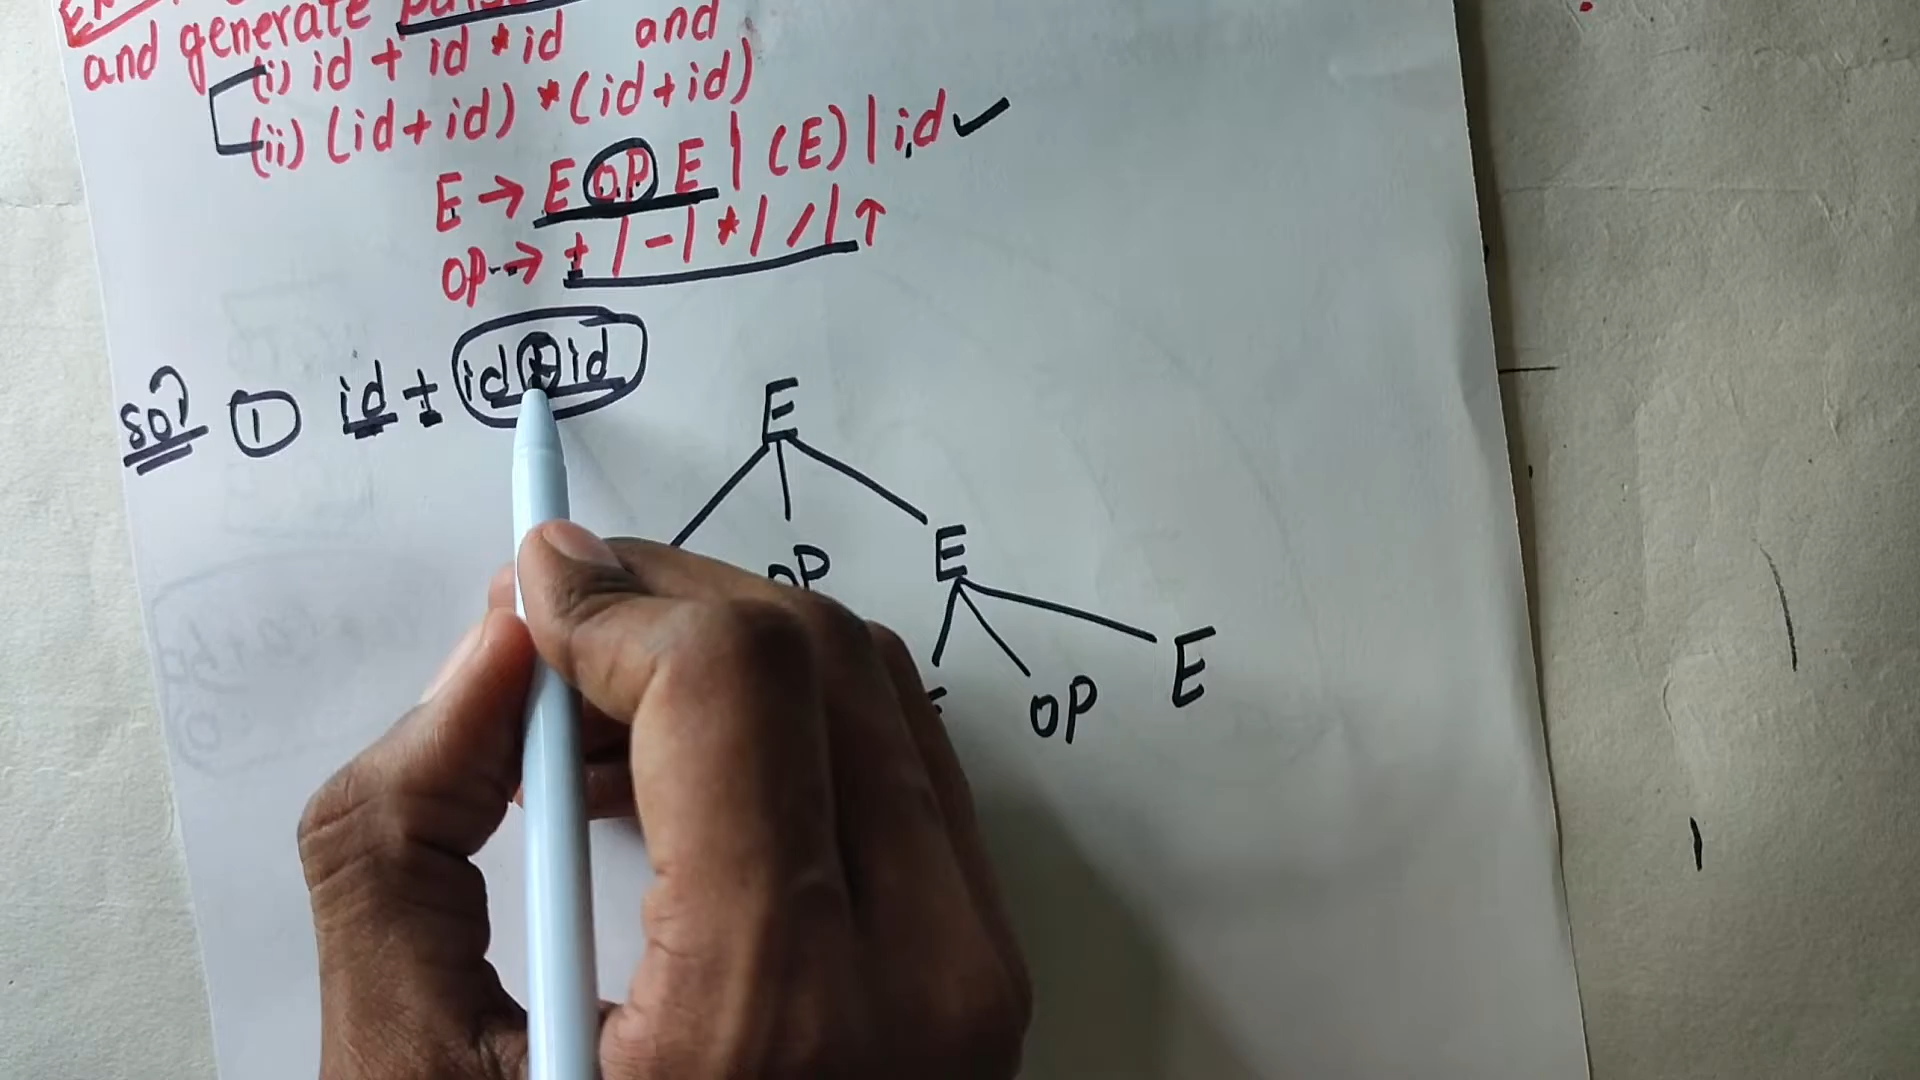 and generate
(i) id + id * id and
(ii) (id+id) * (id+id)
E → E OP E | (E) | id ✓
OP → + | - | * | / | ↑
Sol ① id + id * id
E
OP E
E OP E